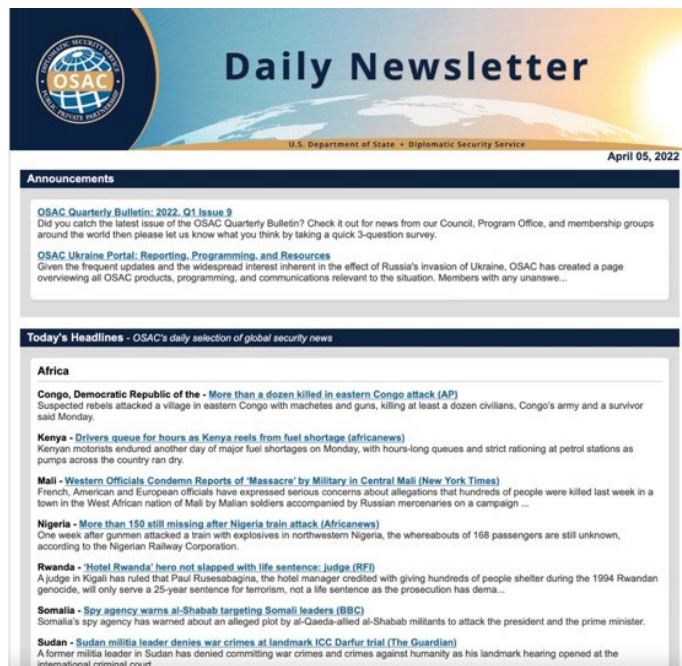 DIPLOMATIC SECURITY SERVICE
OSAC
PUBLIC PRIVATE PARTNERSHIP
Daily Newsletter
U.S. Department of State • Diplomatic Security Service
April 05, 2022
Announcements
OSAC Quarterly Bulletin: 2022, Q1 Issue 9
Did you catch the latest issue of the OSAC Quarterly Bulletin? Check it out for news from our Council, Program Office, and membership groups
around the world then please let us know what you think by taking a quick 3-question survey.
OSAC Ukraine Portal: Reporting, Programming, and Resources
Given the frequent updates and the widespread interest inherent in the effect of Russia's invasion of Ukraine, OSAC has created a page
overviewing all OSAC products, programming, and communications relevant to the situation. Members with any unanswe...
Today's Headlines - OSAC's daily selection of global security news
Africa
Congo, Democratic Republic of the - More than a dozen killed in eastern Congo attack (AP)
Suspected rebels attacked a village in eastern Congo with machetes and guns, killing at least a dozen civilians, Congo's army and a survivor
said Monday.
Kenya - Drivers queue for hours as Kenya reels from fuel shortage (africanews)
Kenyan motorists endured another day of major fuel shortages on Monday, with hours-long queues and strict rationing at petrol stations as
pumps across the country ran dry.
Mali - Western Officials Condemn Reports of 'Massacre' by Military in Central Mali (New York Times)
French, American and European officials have expressed serious concerns about allegations that hundreds of people were killed last week in a
town in the West African nation of Mali by Malian soldiers accompanied by Russian mercenaries on a campaign ...
Nigeria - More than 150 still missing after Nigeria train attack (Africanews)
One week after gunmen attacked a train with explosives in northwestern Nigeria, the whereabouts of 168 passengers are still unknown,
according to the Nigerian Railway Corporation.
Rwanda - 'Hotel Rwanda' hero not slapped with life sentence: judge (RFI)
A judge in Kigali has ruled that Paul Rusesabagina, the hotel manager credited with giving hundreds of people shelter during the 1994 Rwandan
genocide, will only serve a 25-year sentence for terrorism, not a life sentence as the prosecution has dema...
Somalia - Spy agency warns al-Shabab targeting Somali leaders (BBC)
Somalia's spy agency has warned about an alleged plot by al-Qaeda-allied al-Shabab militants to attack the president and the prime minister.
Sudan - Sudan militia leader denies war crimes at landmark ICC Darfur trial (The Guardian)
A former militia leader in Sudan has denied committing war crimes and crimes against humanity as his landmark hearing opened at the
international criminal court